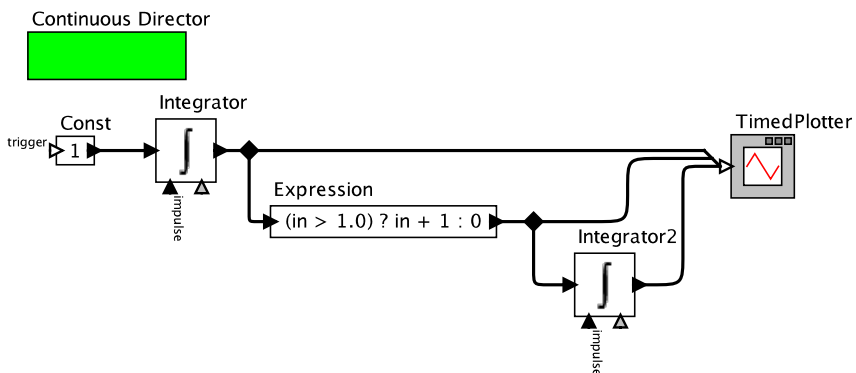 Continuous Director
Integrator
TimedPlotter
Const
trigger
1
∫
impulse
Expression
(in > 1.0) ? in + 1 : 0
Integrator2
∫
impulse